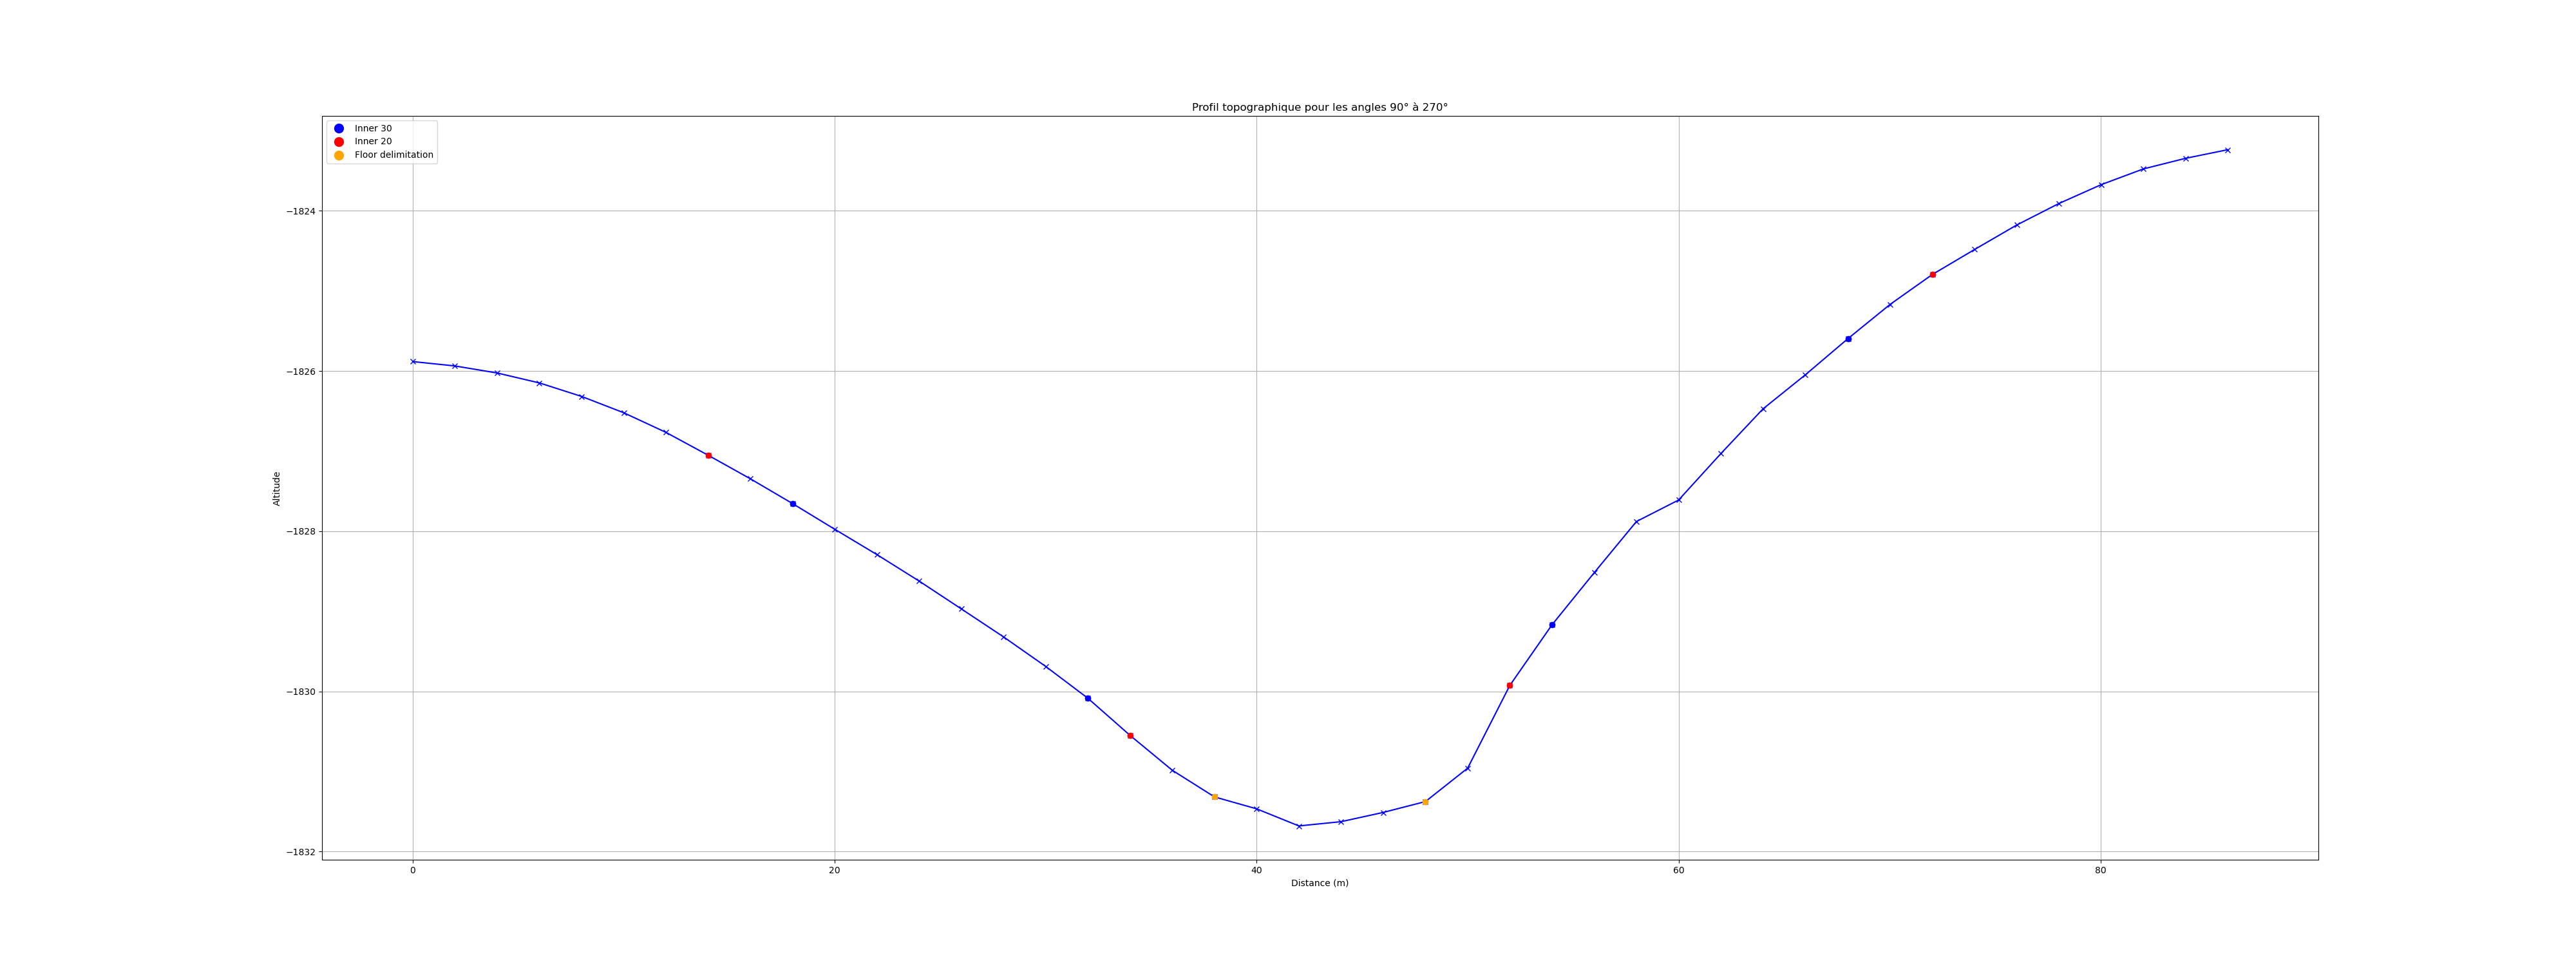 Profil topographique pour les angles 90° à 270°
Inner 30
Inner 20
Floor delimitation
−1824
−1826
−1828
−1830
−1832
Altitude
0 20 40 60 80
Distance (m)